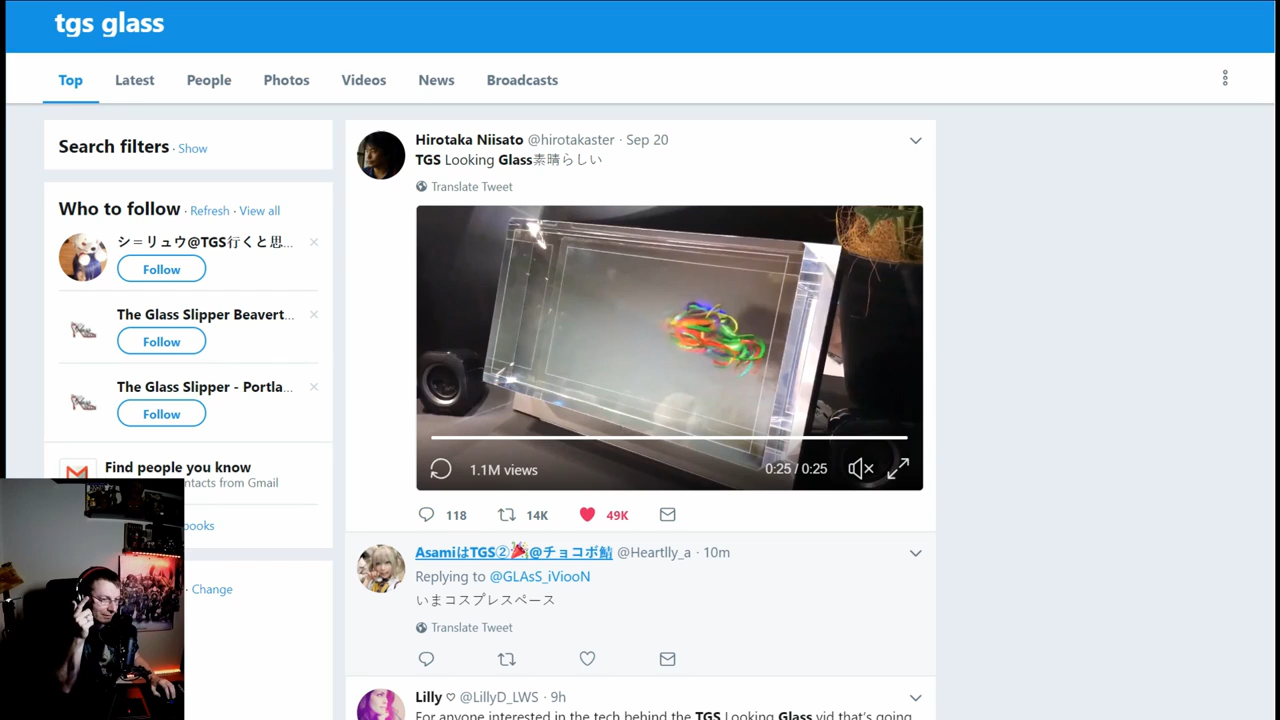 tgs glass
Top Latest People Photos Videos News Broadcasts
Search filters · Show
Who to follow · Refresh · View all
シ=リュウ@TGS行くと思...
Follow
The Glass Slipper Beavert...
Follow
The Glass Slipper - Portla...
Follow
Find people you know
ntacts from Gmail
books
Change
Hirotaka Niisato @hirotakaster · Sep 20
TGS Looking Glass素晴らしい
Translate Tweet
1.1M views 0:25 / 0:25
118 14K 49K
AsamiはTGS②🎉@チョコボ鯖 @Heartlly_a · 10m
Replying to @GLAsS_iViooN
いまコスプレスペース
Translate Tweet
Lilly ♡ @LillyD_LWS · 9h
For anyone interested in the tech behind the TGS Looking Glass vid that's going